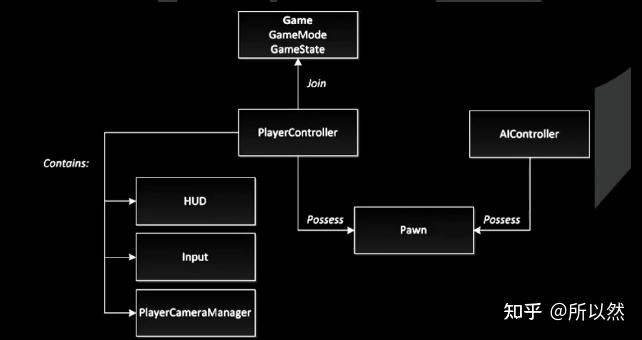 Game
GameMode
GameState
Join
PlayerController
AIController
Contains:
HUD
Possess
Pawn
Possess
Input
PlayerCameraManager
知乎 @所以然